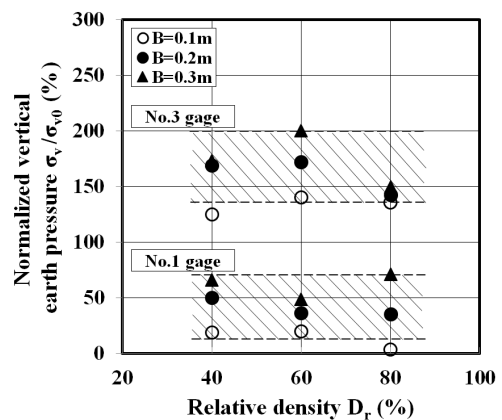 Normalized vertical
earth pressure σv/σv0 (%)
300
250
200
150
100
50
0
B=0.1m
B=0.2m
B=0.3m
No.3 gage
No.1 gage
20
40
60
80
100
Relative density Dr (%)